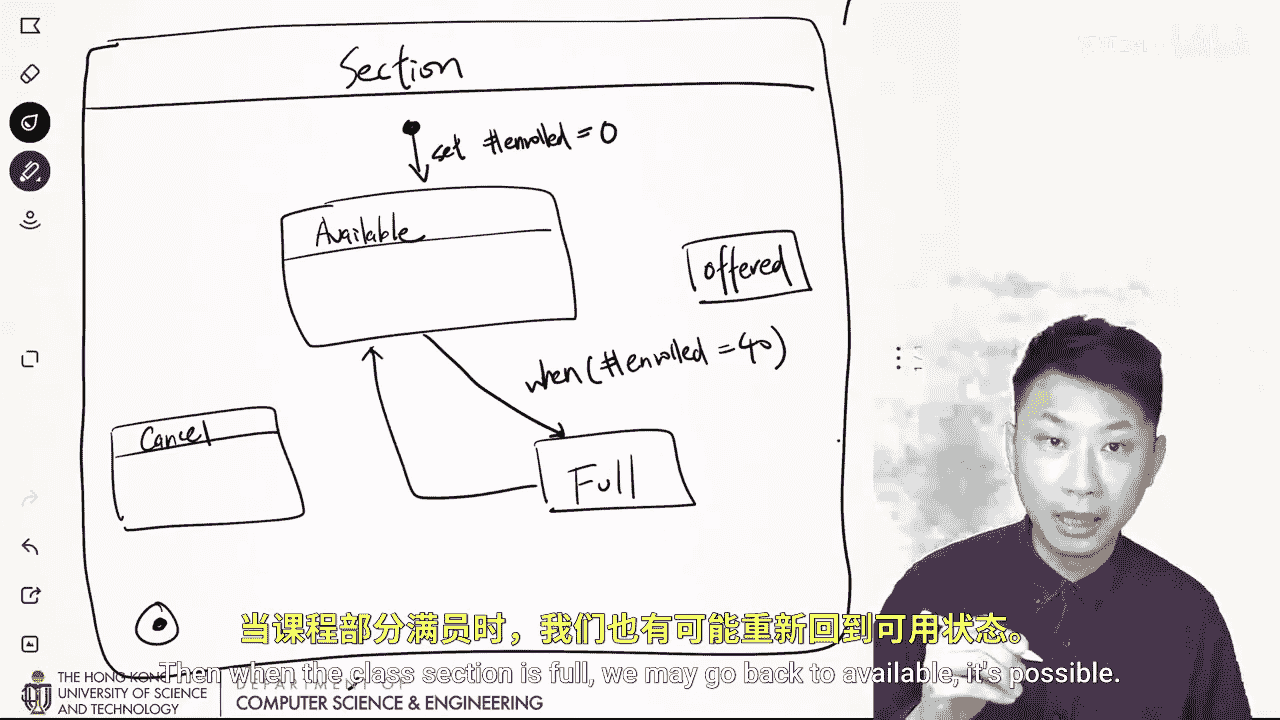 Section
set #enrolled = 0
Available
offered
when(#enrolled = 40)
1 / 1
Cancel
Full
当课程部分满员时，我们也有可能重新回到可用状态。
Then when the class section is full, we may go back to available, it's possible.
THE HONG KONG
UNIVERSITY OF SCIENCE
AND TECHNOLOGY
DEPARTMENT OF
COMPUTER SCIENCE & ENGINEERING